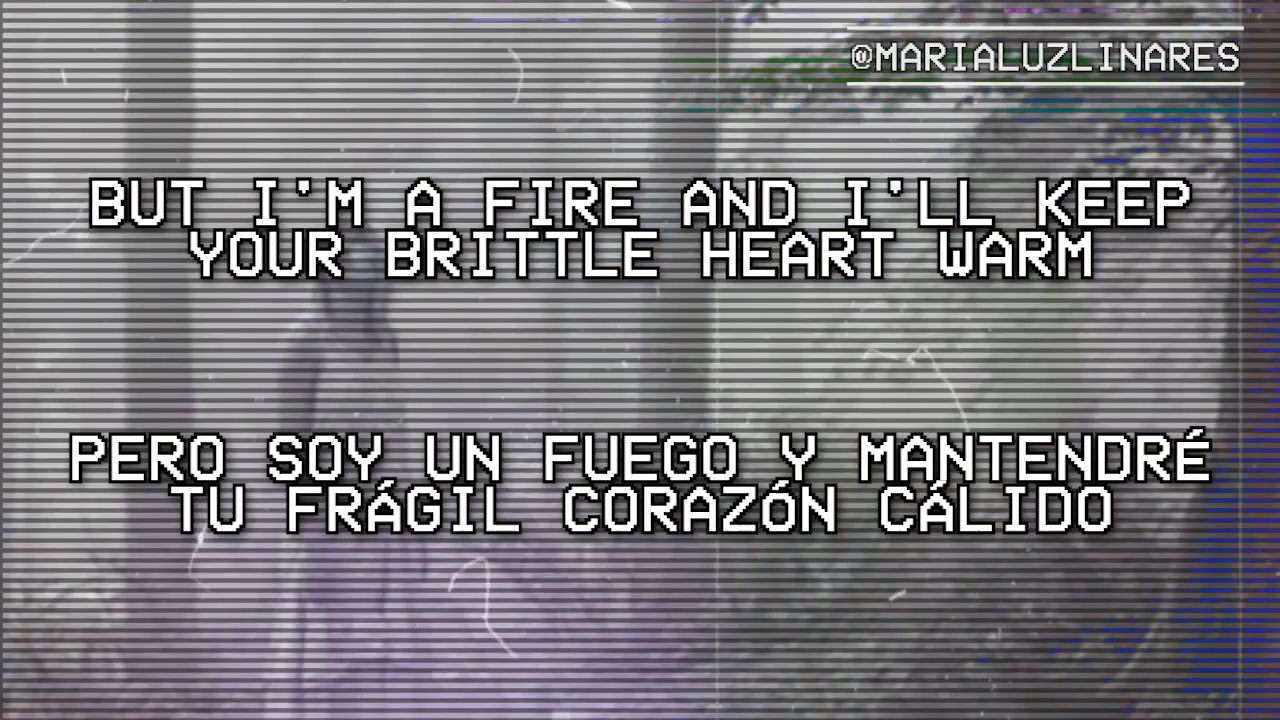 @MARIALUZLINARES
BUT I'M A FIRE AND I'LL KEEP
YOUR BRITTLE HEART WARM
PERO SOY UN FUEGO Y MANTENDRÉ
TU FRÁGIL CORAZÓN CÁLIDO